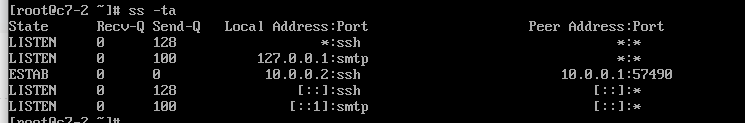 [root@c7-2 ~]# ss -ta
State Recv-Q Send-Q Local Address:Port Peer Address:Port
LISTEN 0 128 *:ssh *:*
LISTEN 0 100 127.0.0.1:smtp *:*
ESTAB 0 0 10.0.0.2:ssh 10.0.0.1:57490
LISTEN 0 128 [::]:ssh [::]:*
LISTEN 0 100 [::1]:smtp [::]:*
[root@c7-2 ~]#